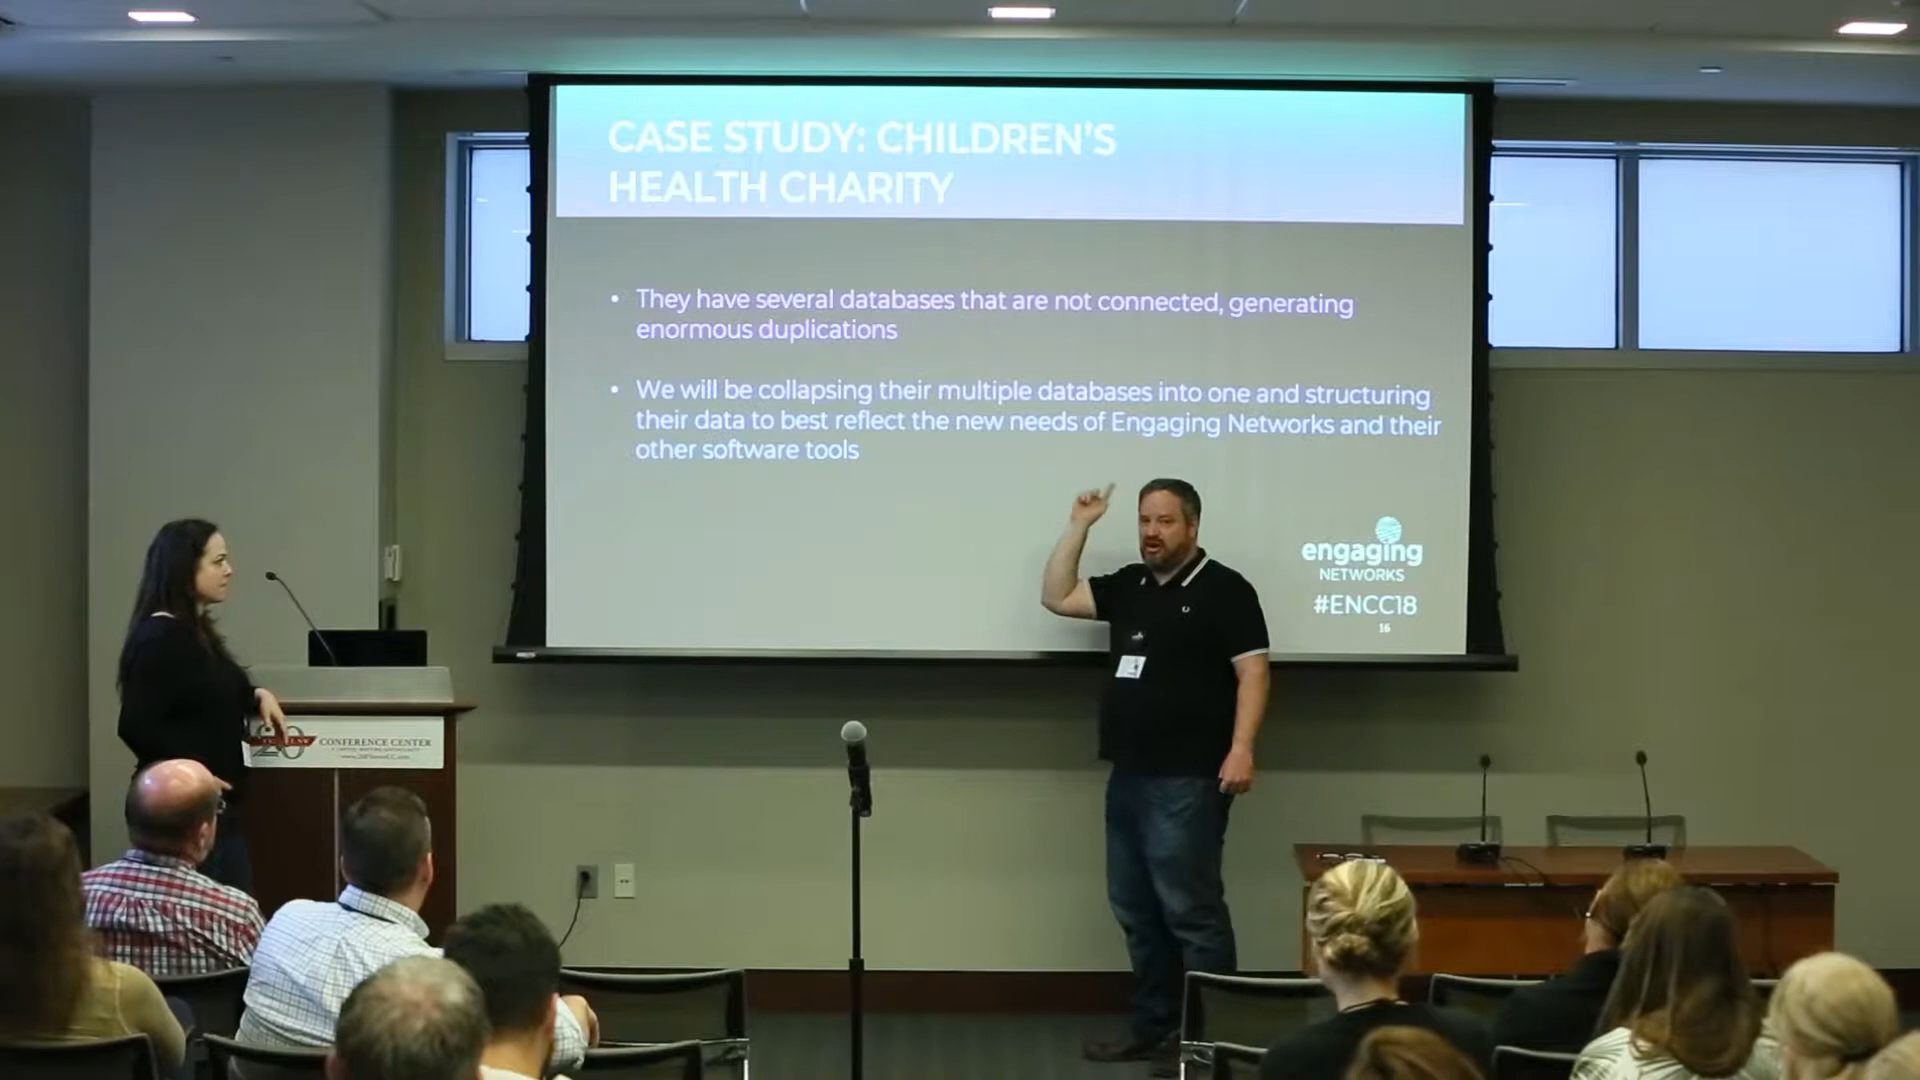 CASE STUDY: CHILDREN'S
HEALTH CHARITY
• They have several databases that are not connected, generating
enormous duplications
• We will be collapsing their multiple databases into one and structuring
their data to best reflect the new needs of Engaging Networks and their
other software tools
engaging
NETWORKS
#ENCC18
16
20
CONFERENCE CENTER